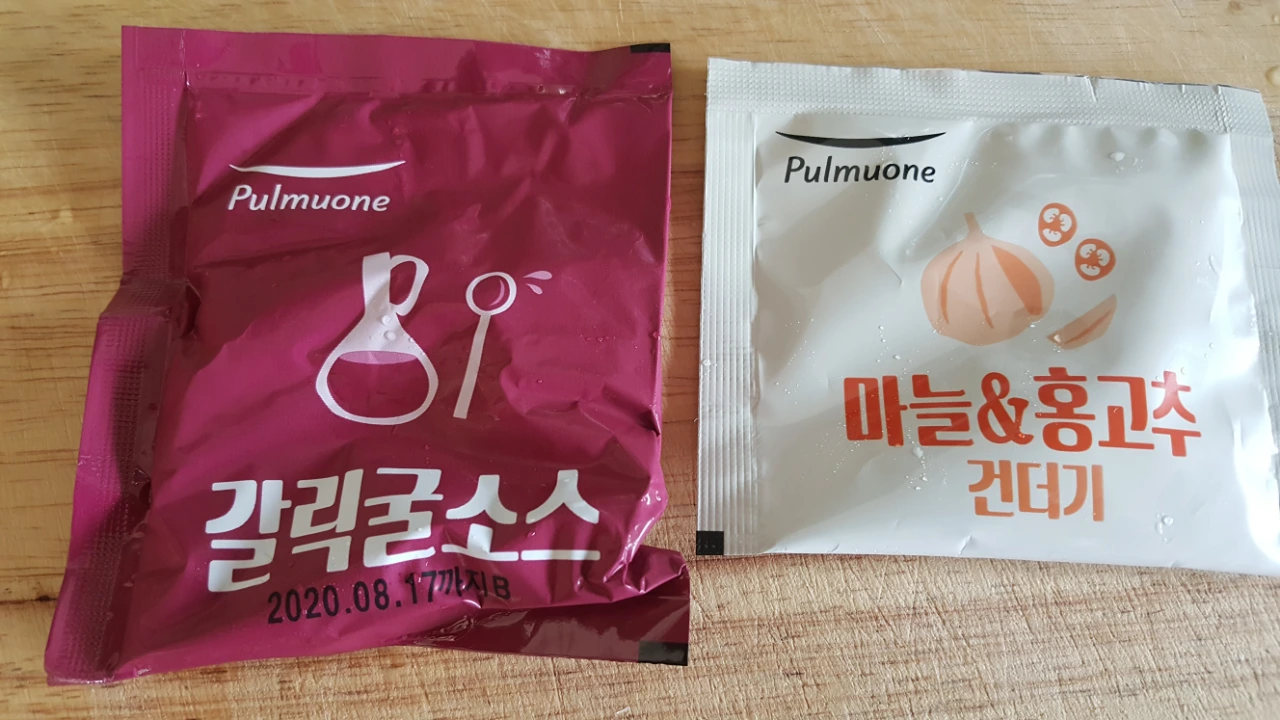 Pulmuone
갈릭굴소스
2020.08.17까지B
Pulmuone
마늘&홍고추
건더기